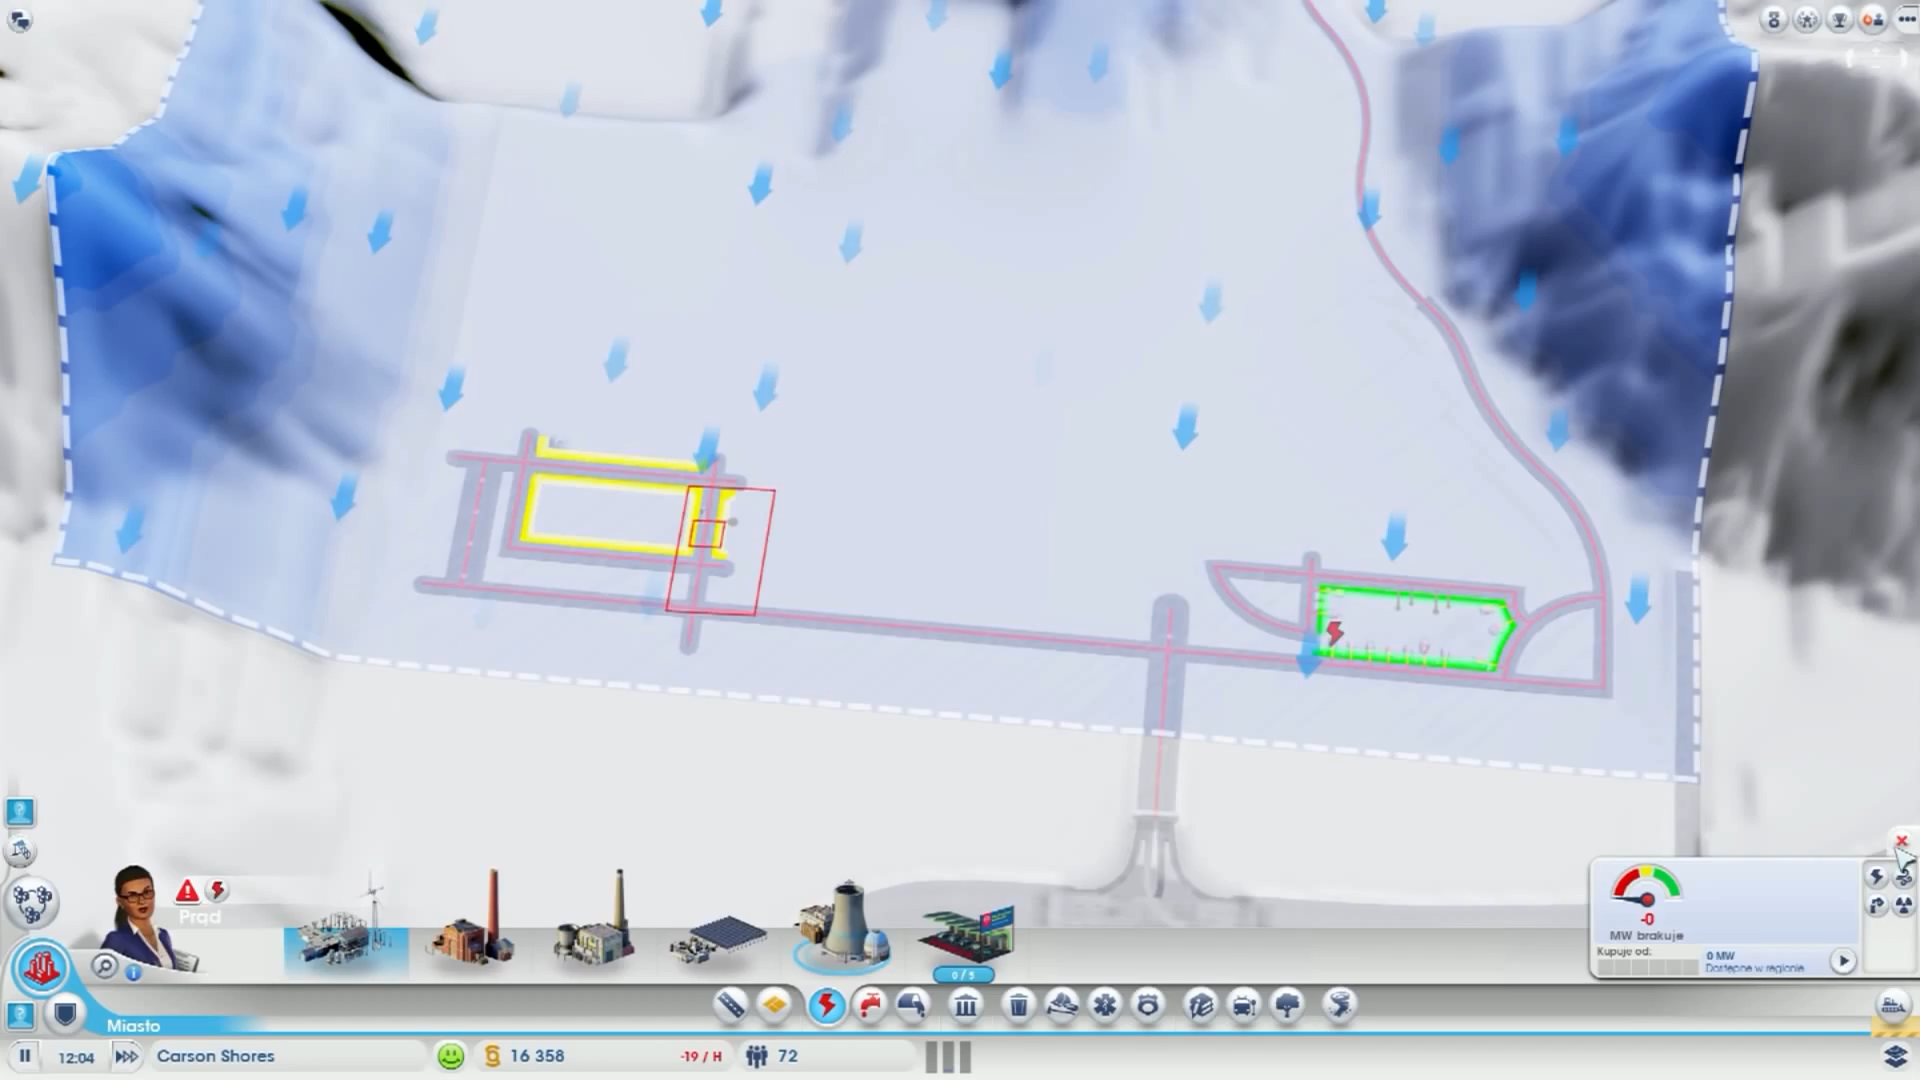 Prąd
0 / 5
-0
MW brakuje
Kupuje od:
0 MW
Dostępne w regionie
Miasto
12:04
Carson Shores
16 358
-19 / H
72